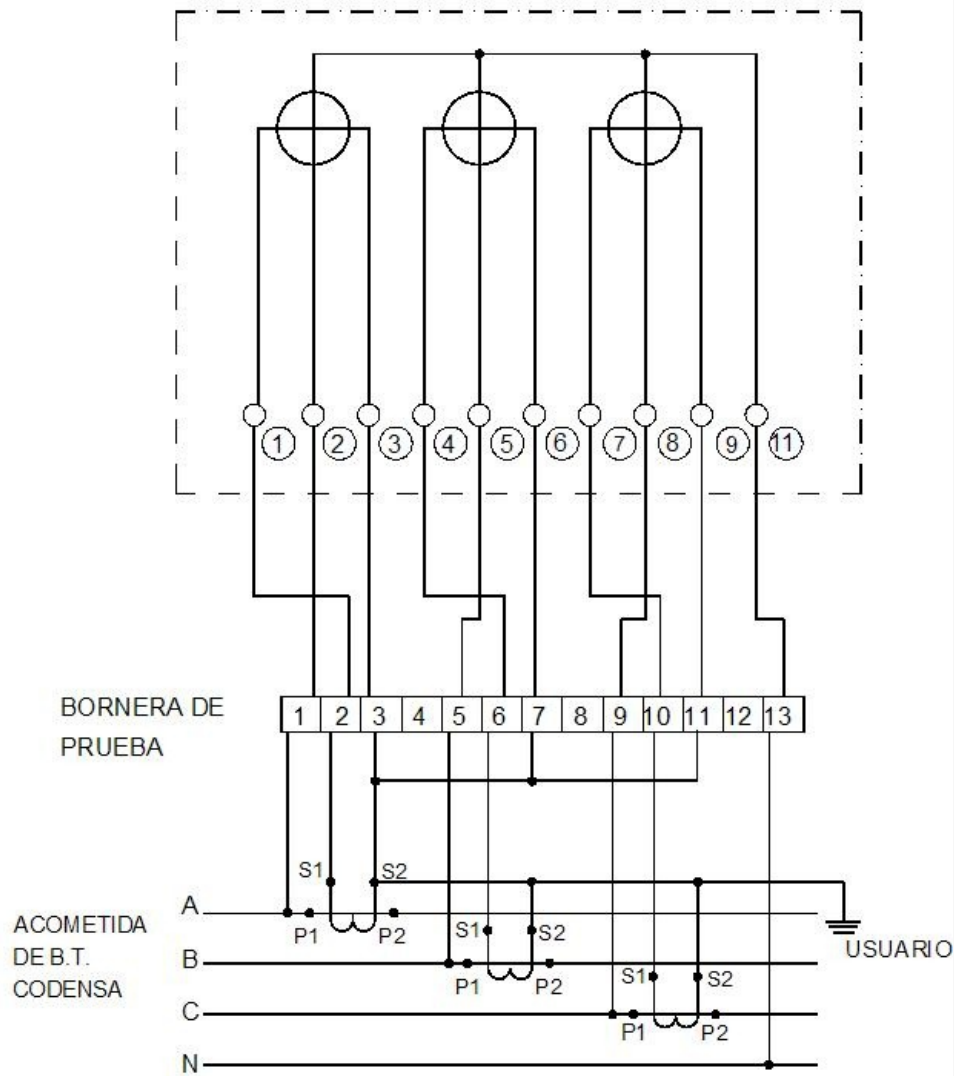 1 2 3 4 5 6 7 8 9 11
BORNERA DE
PRUEBA
1 2 3 4 5 6 7 8 9 10 11 12 13
S1 S2
A
P1 P2
S1 S2
ACOMETIDA
DE B.T.
CODENSA
USUARIO
B
P1 P2
S1 S2
C
P1 P2
N